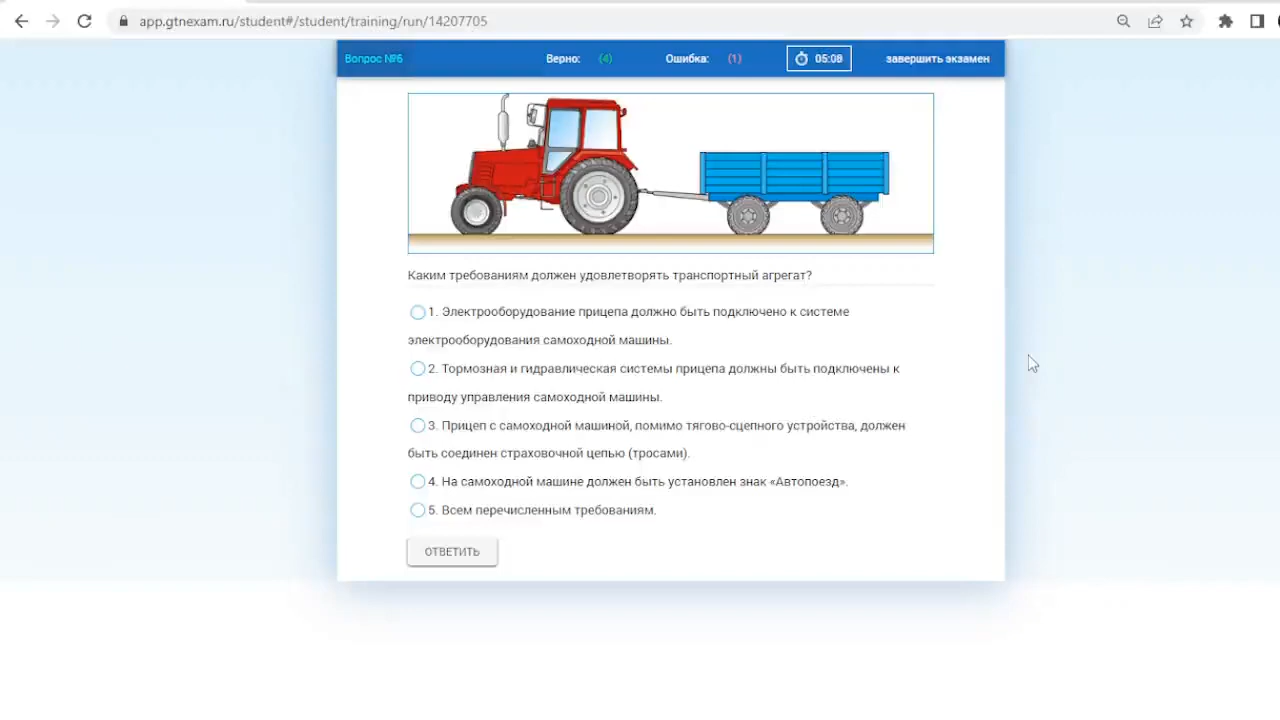 app.gtnexam.ru/student#/student/training/run/14207705
Вопрос №6 Верно: (4) Ошибка: (1) 05:08 завершить экзамен
Каким требованиям должен удовлетворять транспортный агрегат?
1. Электрооборудование прицепа должно быть подключено к системе
электрооборудования самоходной машины.
2. Тормозная и гидравлическая системы прицепа должны быть подключены к
приводу управления самоходной машины.
3. Прицеп с самоходной машиной, помимо тягово-сцепного устройства, должен
быть соединен страховочной цепью (тросами).
4. На самоходной машине должен быть установлен знак «Автопоезд».
5. Всем перечисленным требованиям.
ОТВЕТИТЬ